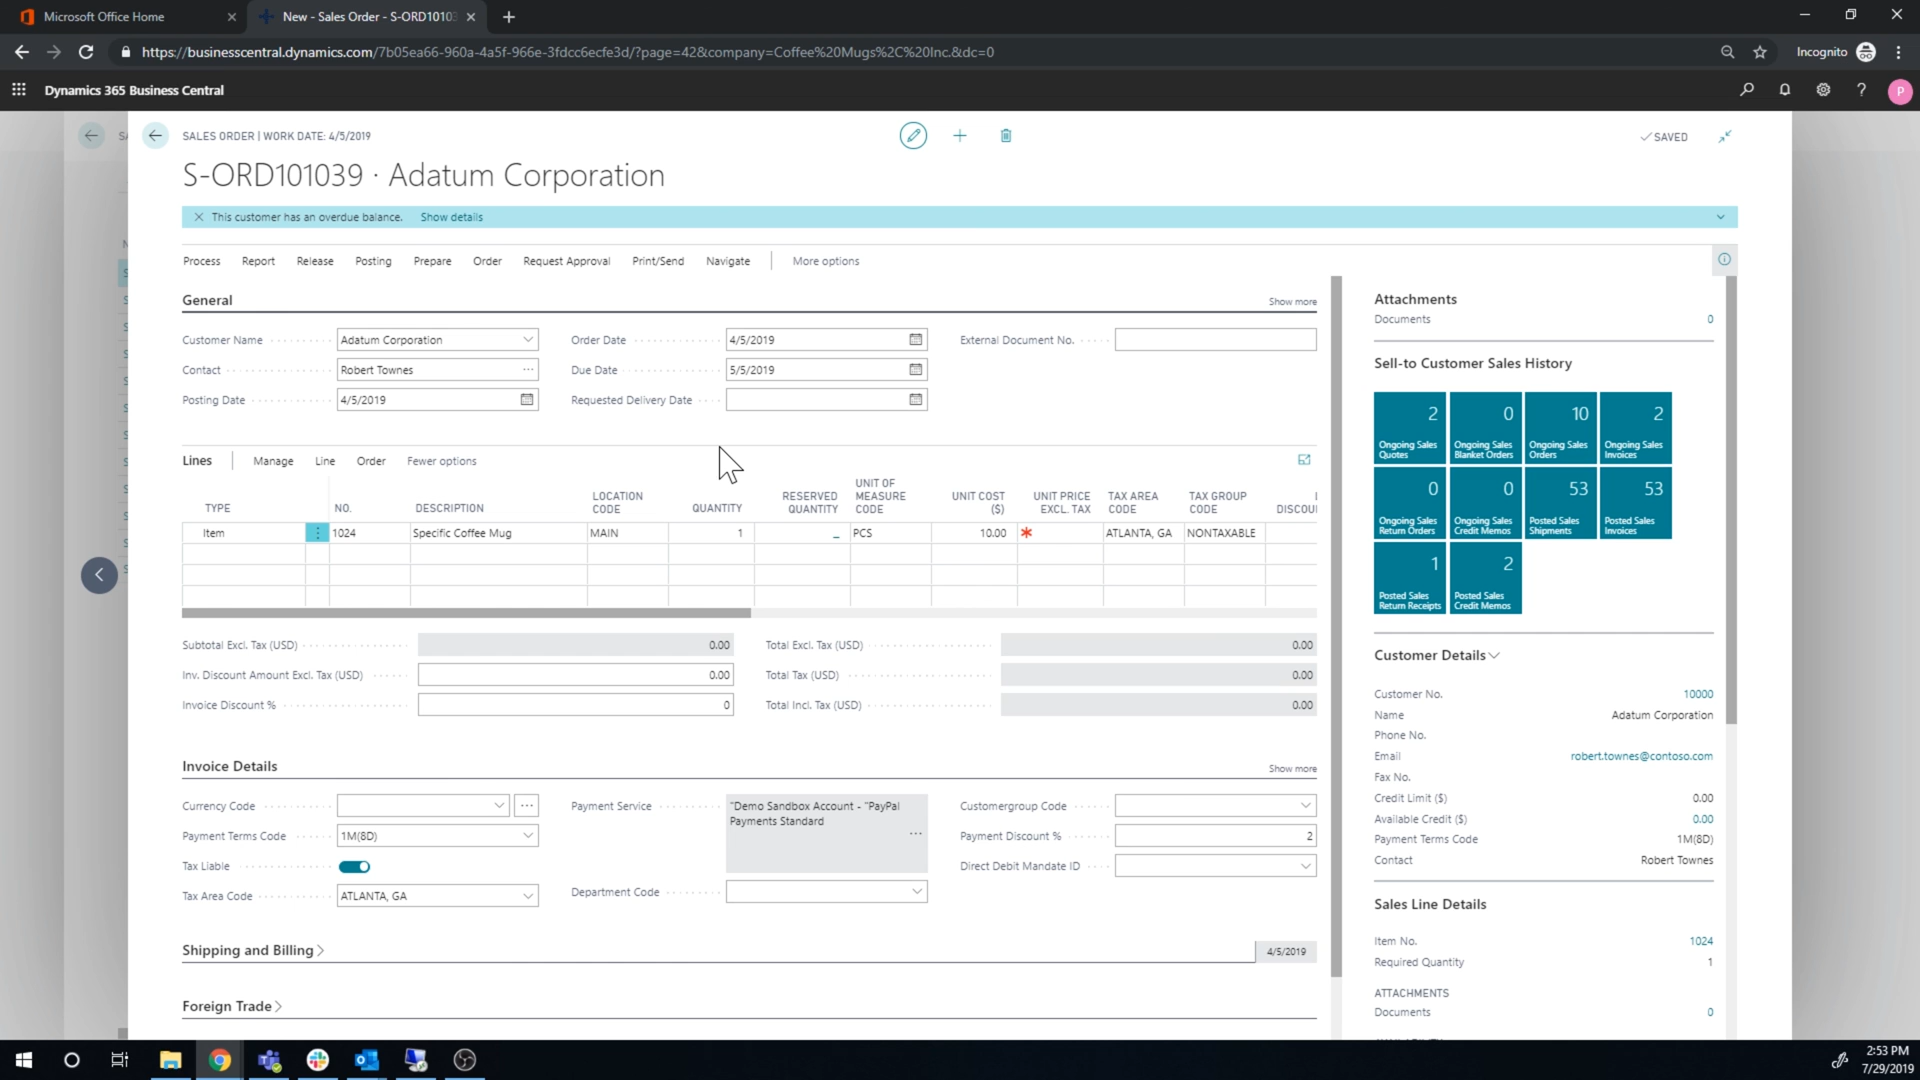 Microsoft Office Home
New - Sales Order - S-ORD10103
https://businesscentral.dynamics.com/7b05ea66-960a-4a5f-966e-3fdcc6ecfe3d/?page=42&company=Coffee%20Mugs%2C%20Inc.&dc=0
Incognito
Dynamics 365 Business Central
P
SALES ORDER | WORK DATE: 4/5/2019
SAVED
S-ORD101039 · Adatum Corporation
This customer has an overdue balance. Show details
Process Report Release Posting Prepare Order Request Approval Print/Send Navigate More options
General
Show more
Customer Name Adatum Corporation
Contact Robert Townes
Posting Date 4/5/2019
Order Date 4/5/2019
Due Date 5/5/2019
Requested Delivery Date
External Document No.
Lines Manage Line Order Fewer options
TYPE NO. DESCRIPTION LOCATION CODE QUANTITY RESERVED QUANTITY UNIT OF MEASURE CODE UNIT COST ($) UNIT PRICE EXCL. TAX TAX AREA CODE TAX GROUP CODE DISCOU
Item 1024 Specific Coffee Mug MAIN 1 _ PCS 10.00 * ATLANTA, GA NONTAXABLE
Subtotal Excl. Tax (USD) 0.00
Inv. Discount Amount Excl. Tax (USD) 0.00
Invoice Discount % 0
Total Excl. Tax (USD) 0.00
Total Tax (USD) 0.00
Total Incl. Tax (USD) 0.00
Invoice Details
Show more
Currency Code
Payment Terms Code 1M(8D)
Tax Liable
Tax Area Code ATLANTA, GA
Payment Service "Demo Sandbox Account - "PayPal
Payments Standard
Department Code
Customergroup Code
Payment Discount % 2
Direct Debit Mandate ID
Shipping and Billing
4/5/2019
Foreign Trade
Attachments
Documents 0
Sell-to Customer Sales History
2 Ongoing Sales Quotes
0 Ongoing Sales Blanket Orders
10 Ongoing Sales Orders
2 Ongoing Sales Invoices
0 Ongoing Sales Return Orders
0 Ongoing Sales Credit Memos
53 Posted Sales Shipments
53 Posted Sales Invoices
1 Posted Sales Return Receipts
2 Posted Sales Credit Memos
Customer Details
Customer No. 10000
Name Adatum Corporation
Phone No.
Email robert.townes@contoso.com
Fax No.
Credit Limit ($) 0.00
Available Credit ($) 0.00
Payment Terms Code 1M(8D)
Contact Robert Townes
Sales Line Details
Item No. 1024
Required Quantity 1
ATTACHMENTS
Documents 0
2:53 PM
7/29/2019